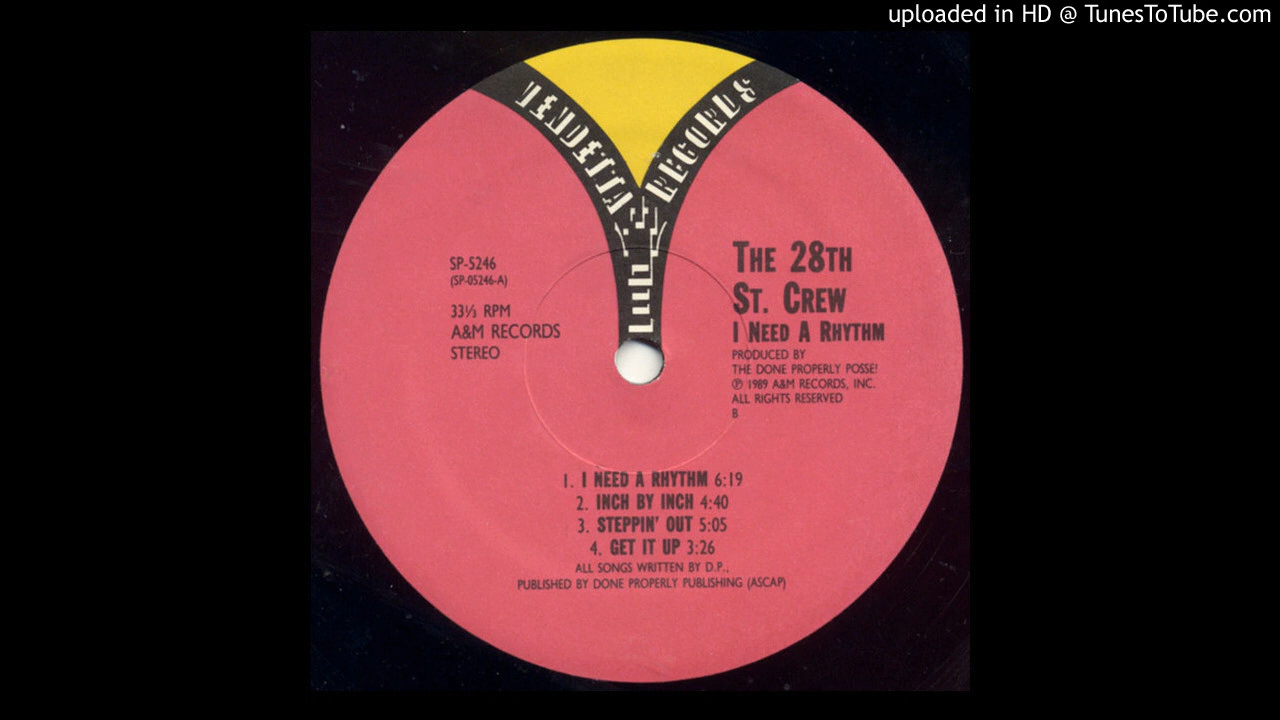 uploaded in HD @ TunesToTube.com
VENDETTA RECORDS
SP-5246
(SP-05246-A)
33⅓ RPM
A&M RECORDS
STEREO
THE 28TH
ST. CREW
I NEED A RHYTHM
PRODUCED BY
THE DONE PROPERLY POSSE!
℗ 1989 A&M RECORDS, INC.
ALL RIGHTS RESERVED
B
1. I NEED A RHYTHM 6:19
2. INCH BY INCH 4:40
3. STEPPIN' OUT 5:05
4. GET IT UP 3:26
ALL SONGS WRITTEN BY D.P.,
PUBLISHED BY DONE PROPERLY PUBLISHING (ASCAP)